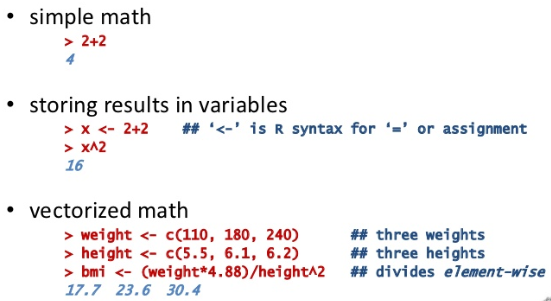 • simple math
> 2+2
4
• storing results in variables
> x <- 2+2 ## ‘<-’ is R syntax for ‘=’ or assignment
> x^2
16
• vectorized math
> weight <- c(110, 180, 240) ## three weights
> height <- c(5.5, 6.1, 6.2) ## three heights
> bmi <- (weight*4.88)/height^2 ## divides element-wise
17.7 23.6 30.4